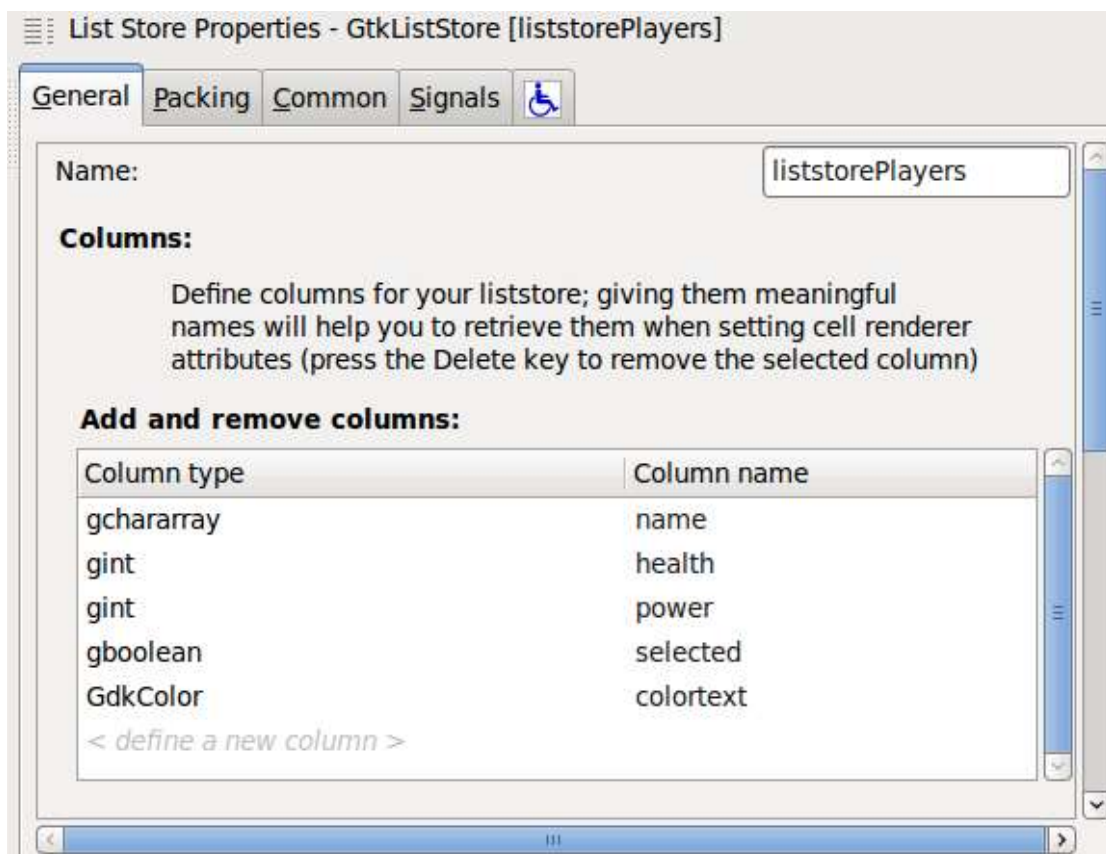 List Store Properties - GtkListStore [liststorePlayers]
General Packing Common Signals
Name: liststorePlayers
Columns:
Define columns for your liststore; giving them meaningful
names will help you to retrieve them when setting cell renderer
attributes (press the Delete key to remove the selected column)
Add and remove columns:
Column type Column name
gchararray name
gint health
gint power
gboolean selected
GdkColor colortext
< define a new column >